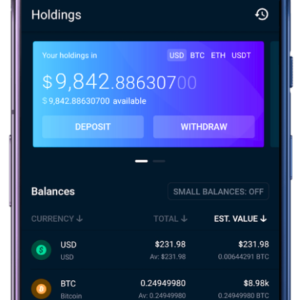 Holdings
Your holdings in USD BTC ETH USDT
$9,842.88630700
$ 9,842.88630700 available
DEPOSIT WITHDRAW
Balances SMALL BALANCES: OFF
CURRENCY ↓ TOTAL ↓ EST. VALUE ↓
USD $231.98 $231.98
USD Av: $231.98 0.00644291 BTC
BTC 0.24949980 $8.98k
Bitcoin Av: 0.24949980 0.24949980 BTC